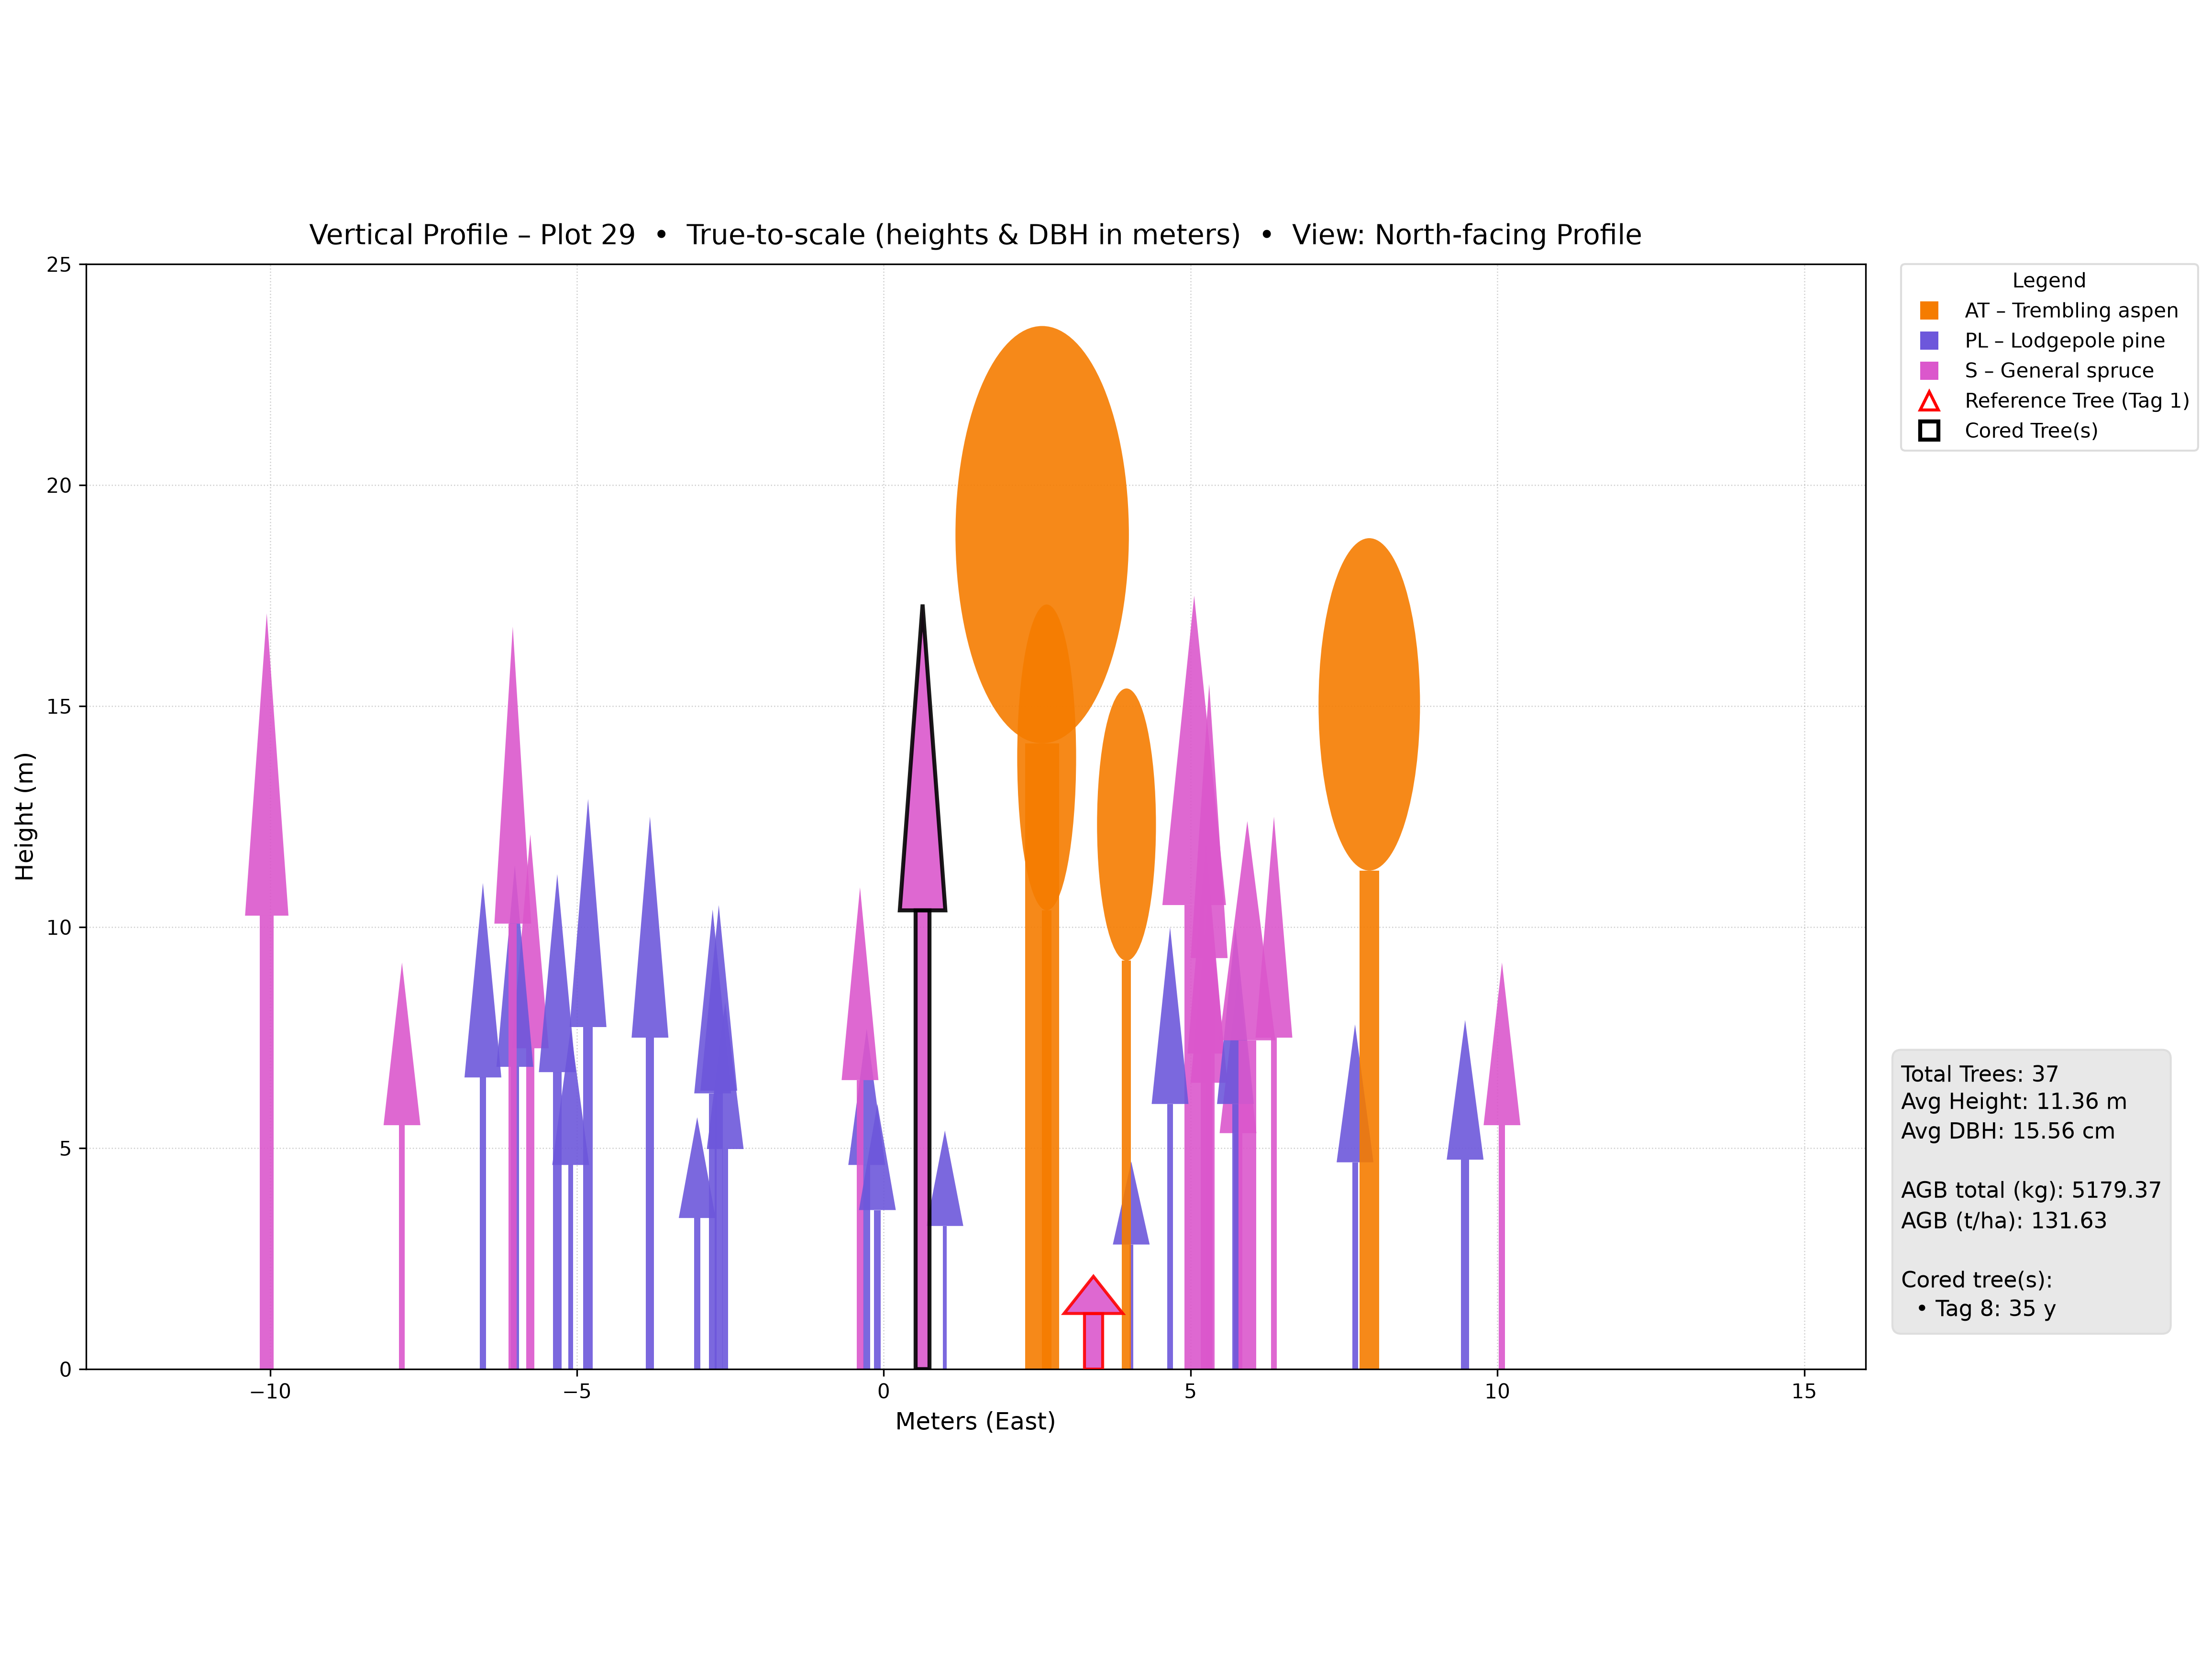 Vertical Profile – Plot 29 • True-to-scale (heights & DBH in meters) • View: North-facing Profile
25
20
15
10
5
0
Height (m)
−10
−5
0
5
10
15
Meters (East)
Legend
AT – Trembling aspen
PL – Lodgepole pine
S – General spruce
Reference Tree (Tag 1)
Cored Tree(s)
Total Trees: 37
Avg Height: 11.36 m
Avg DBH: 15.56 cm
AGB total (kg): 5179.37
AGB (t/ha): 131.63
Cored tree(s):
• Tag 8: 35 y